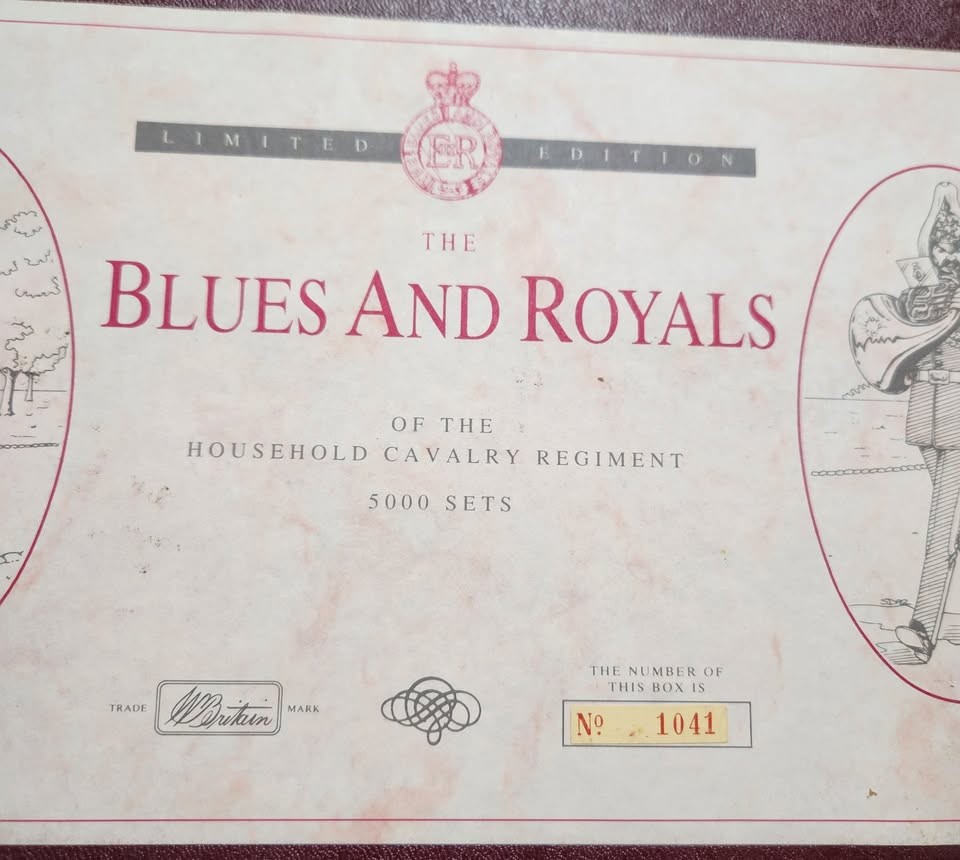 LIMITED EDITION
ER
THE
BLUES AND ROYALS
OF THE
HOUSEHOLD CAVALRY REGIMENT
5000 SETS
THE NUMBER OF
THIS BOX IS
TRADE W Britain MARK
Nº 1041